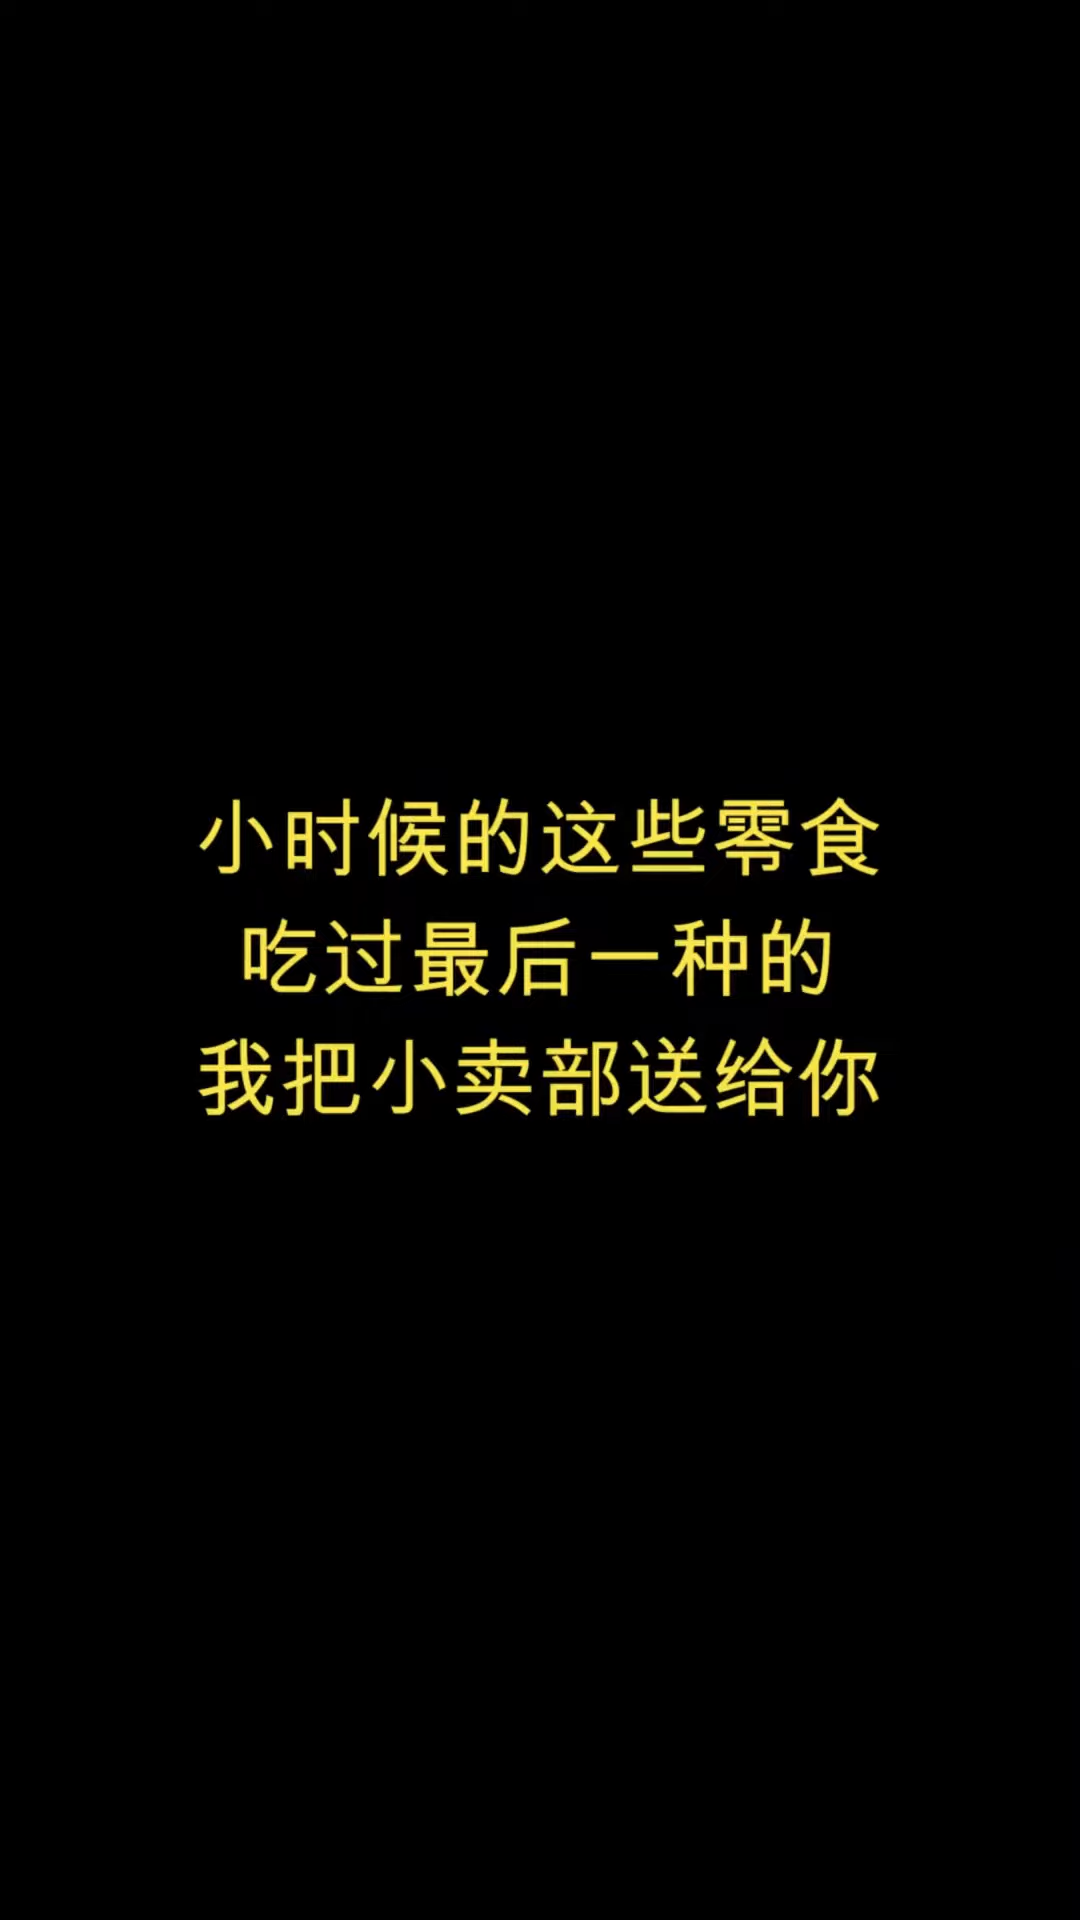 小时候的这些零食
吃过最后一种的
我把小卖部送给你